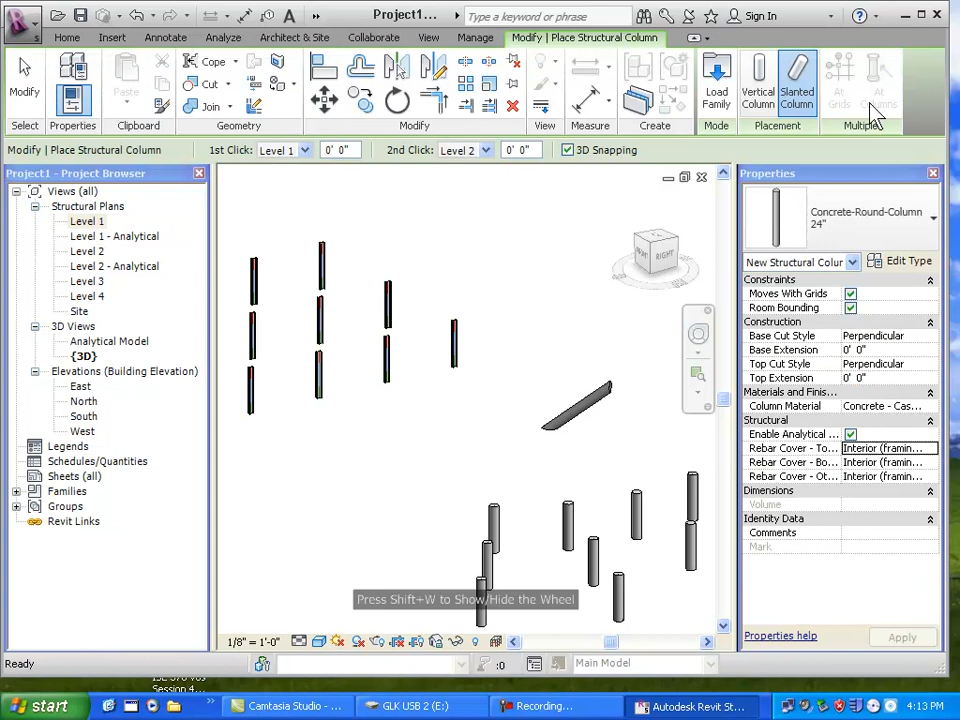 Project1...
Type a keyword or phrase
Sign In
Home
Insert
Annotate
Analyze
Architect & Site
Collaborate
View
Manage
Modify | Place Structural Column
Modify
Properties
Paste
Cope
Cut
Join
Load Family
Vertical Column
Slanted Column
At Grids
At Columns
Select
Properties
Clipboard
Geometry
Modify
View
Measure
Create
Mode
Placement
Multiple
Modify | Place Structural Column
1st Click: Level 1
0' 0"
2nd Click: Level 2
0' 0"
3D Snapping
Project1 - Project Browser
Views (all)
Structural Plans
Level 1
Level 1 - Analytical
Level 2
Level 2 - Analytical
Level 3
Level 4
Site
3D Views
Analytical Model
{3D}
Elevations (Building Elevation)
East
North
South
West
Legends
Schedules/Quantities
Sheets (all)
Families
Groups
Revit Links
RIGHT
Press Shift+W to Show/Hide the Wheel
1/8" = 1'-0"
Properties
Concrete-Round-Column
24"
New Structural Colur
Edit Type
Constraints
Moves With Grids
Room Bounding
Construction
Base Cut Style Perpendicular
Base Extension 0' 0"
Top Cut Style Perpendicular
Top Extension 0' 0"
Materials and Finis...
Column Material Concrete - Cas...
Structural
Enable Analytical ...
Rebar Cover - To... Interior (framin...
Rebar Cover - Bo... Interior (framin...
Rebar Cover - Ot... Interior (framin...
Dimensions
Volume
Identity Data
Comments
Mark
Properties help
Apply
Ready
:0
Main Model
Session 4...
start
Camtasia Studio - ...
GLK USB 2 (E:)
Recording...
Autodesk Revit St...
4:13 PM